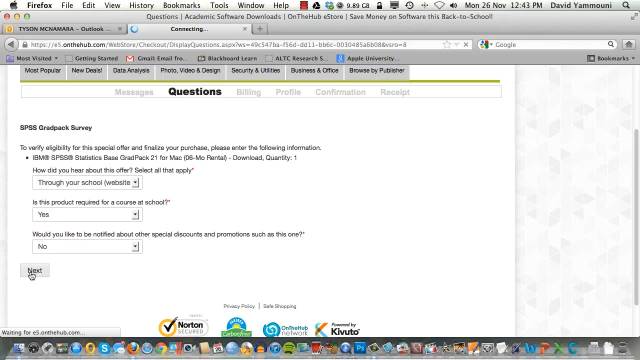 Firefox File Edit View History Bookmarks Tools Window Help 9.89 GB Mon 26 Nov 12:43 PM David Yammouni
Questions | Academic Software Downloads | OnTheHub eStore | Save Money on Software this Back-to-School!
TYSON MCNAMARA – Outlook ... Connecting...
https://e5.onthehub.com/WebStore/Checkout/DisplayQuestions.aspx?ws=49c547ba-c
Google
Most Visited Getting Started Gmail Email from... Blackboard Learn ALTC Research S... Apple University...
Bookmarks
Most Popular New Deals! Data Analysis Photo, Video & Design Security & Utilities Business & Office Browse by Publisher
Messages Questions Billing Profile Confirmation Receipt
SPSS Gradpack Survey
To verify eligibility for this special offer and finalize your purchase, please enter the following information.
• IBM® SPSS® Statistics Base GradPack 21 for Mac (06-Mo Rental) - Download, Quantity: 1
How did you hear about this offer? Select all that apply*
Through your school (website
Is this product required for a course at school?*
Yes
Would you like to be notified about other special discounts and promotions such as this one?*
No
Next
Privacy Policy | Safe Shopping
Norton SECURED
Carbonfree
OnTheHub network
Powered by Kivuto
Waiting for e5.onthehub.com...